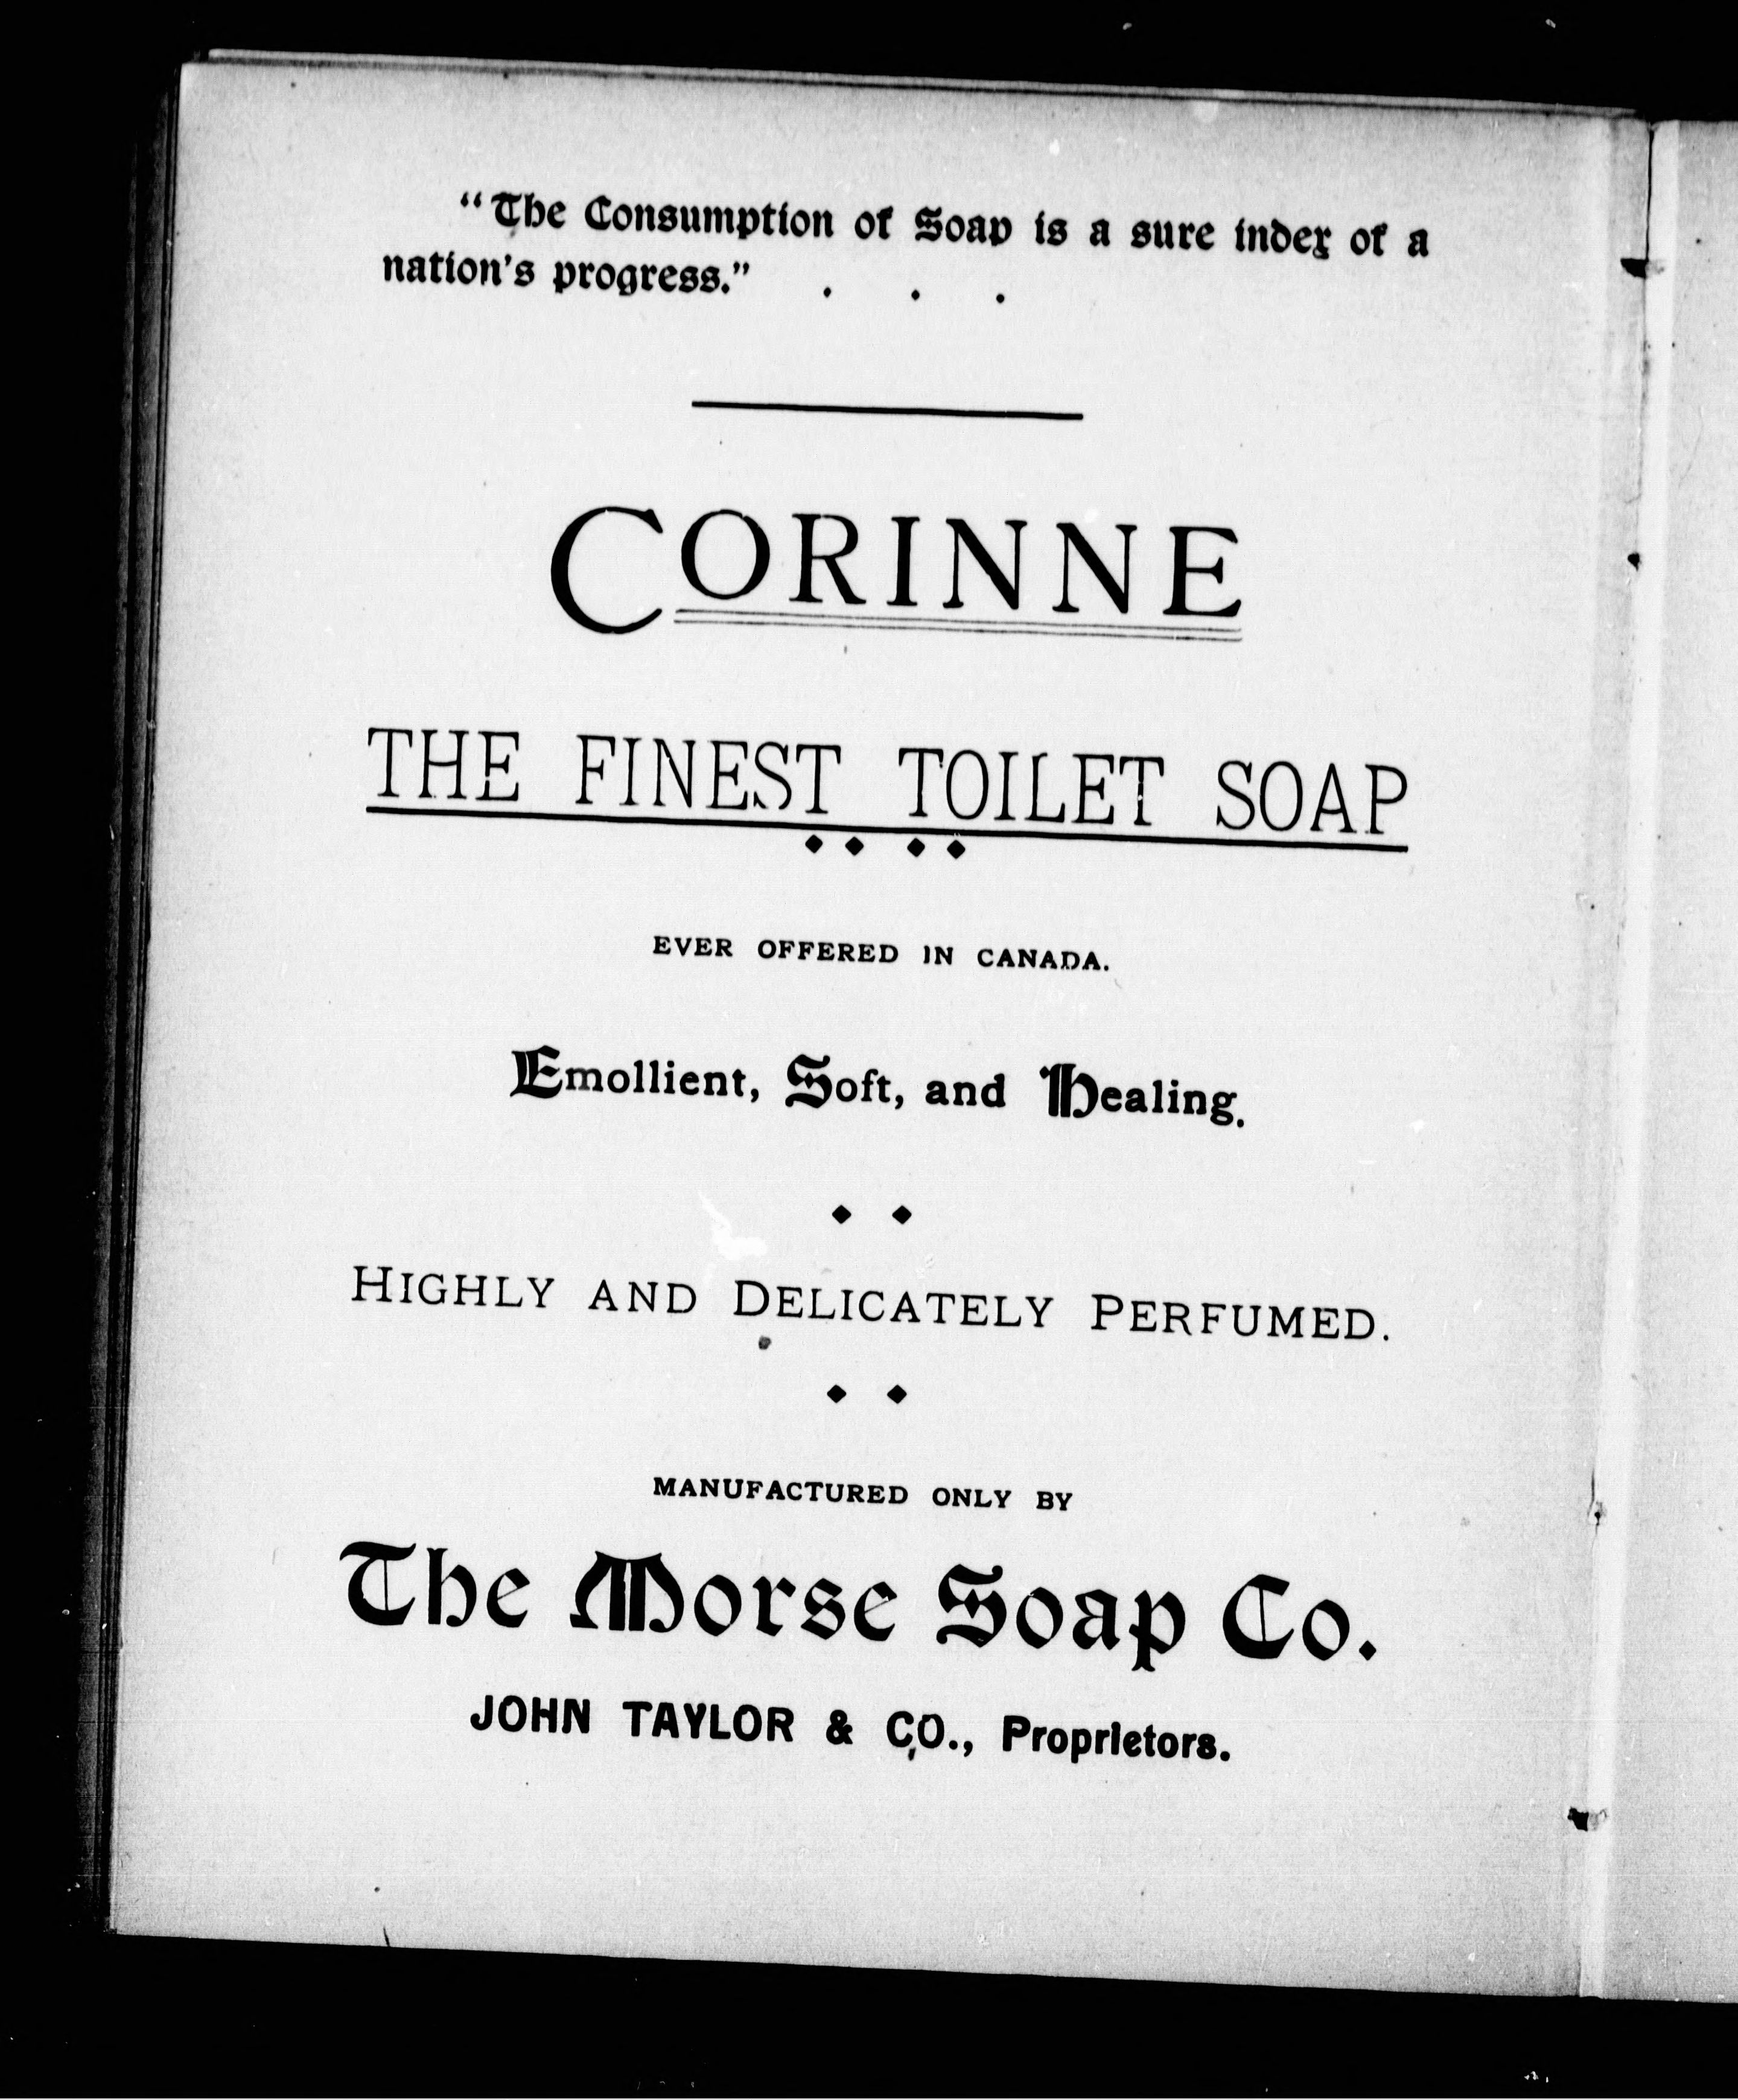 "The Consumption of Soap is a sure index of a
nation's progress." . . .
CORINNE
THE FINEST TOILET SOAP
EVER OFFERED IN CANADA.
Emollient, Soft, and Healing.
HIGHLY AND DELICATELY PERFUMED.
MANUFACTURED ONLY BY
The Morse Soap Co.
JOHN TAYLOR & CO., Proprietors.